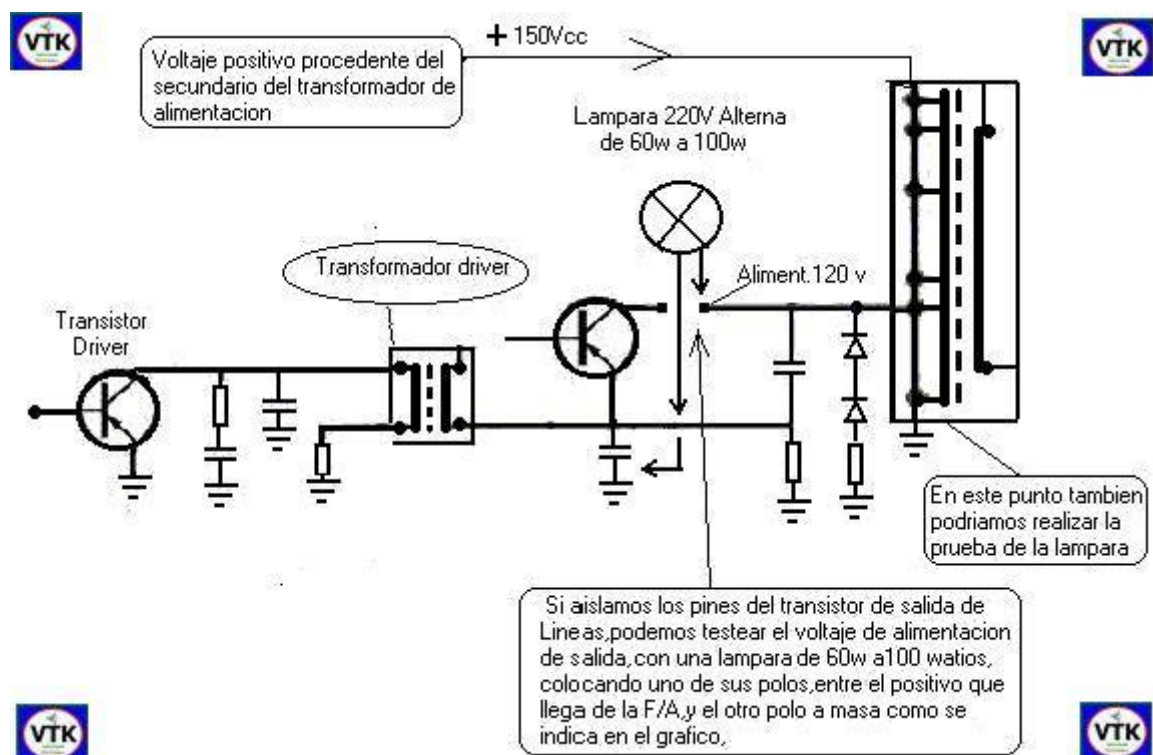 VTK
+ 150Vcc
VTK
Voltaje positivo procedente del
secundario del transformador de
alimentacion
Lampara 220V Alterna
de 60w a 100w
Transformador driver
Aliment.120 v
Transistor
Driver
En este punto tambien
podriamos realizar la
prueba de la lampara
Si aislamos los pines del transistor de salida de
Lineas,podemos testear el voltaje de alimentacion
de salida,con una lampara de 60w a100 watios,
colocando uno de sus polos,entre el positivo que
llega de la F/A,y el otro polo a masa como se
indica en el grafico,
VTK
VTK